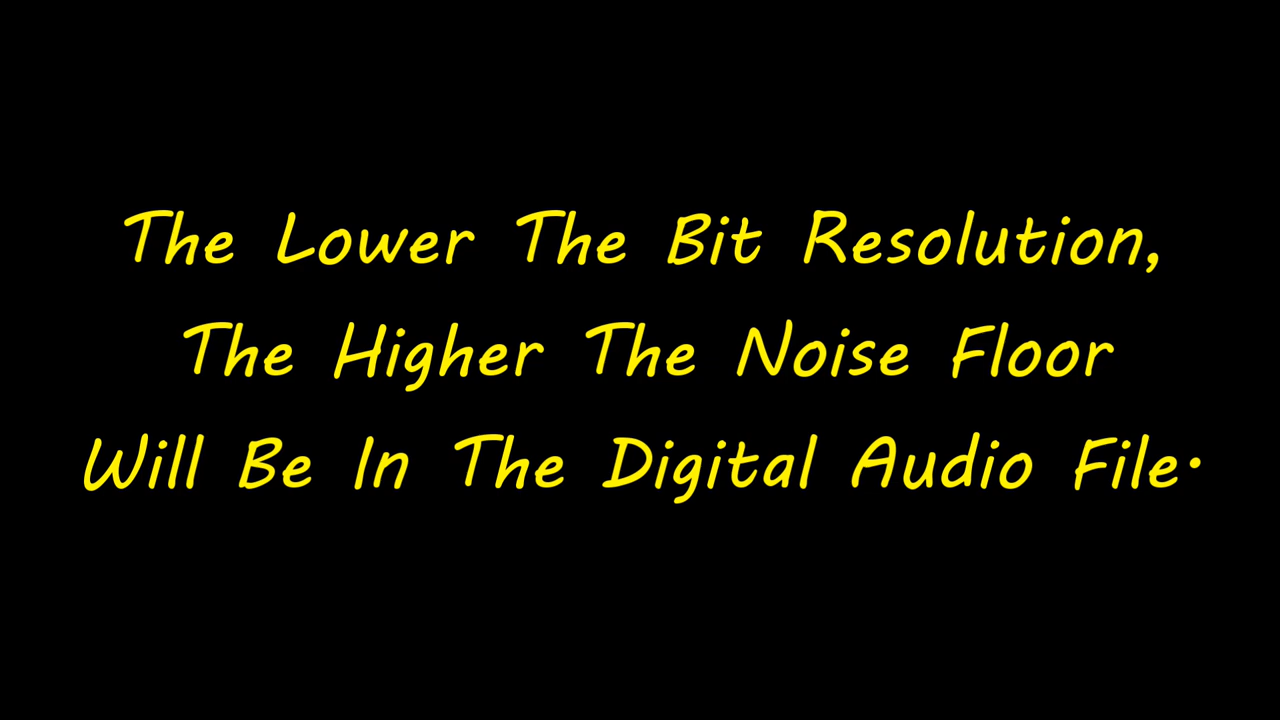 The Lower The Bit Resolution,
The Higher The Noise Floor
Will Be In The Digital Audio File.